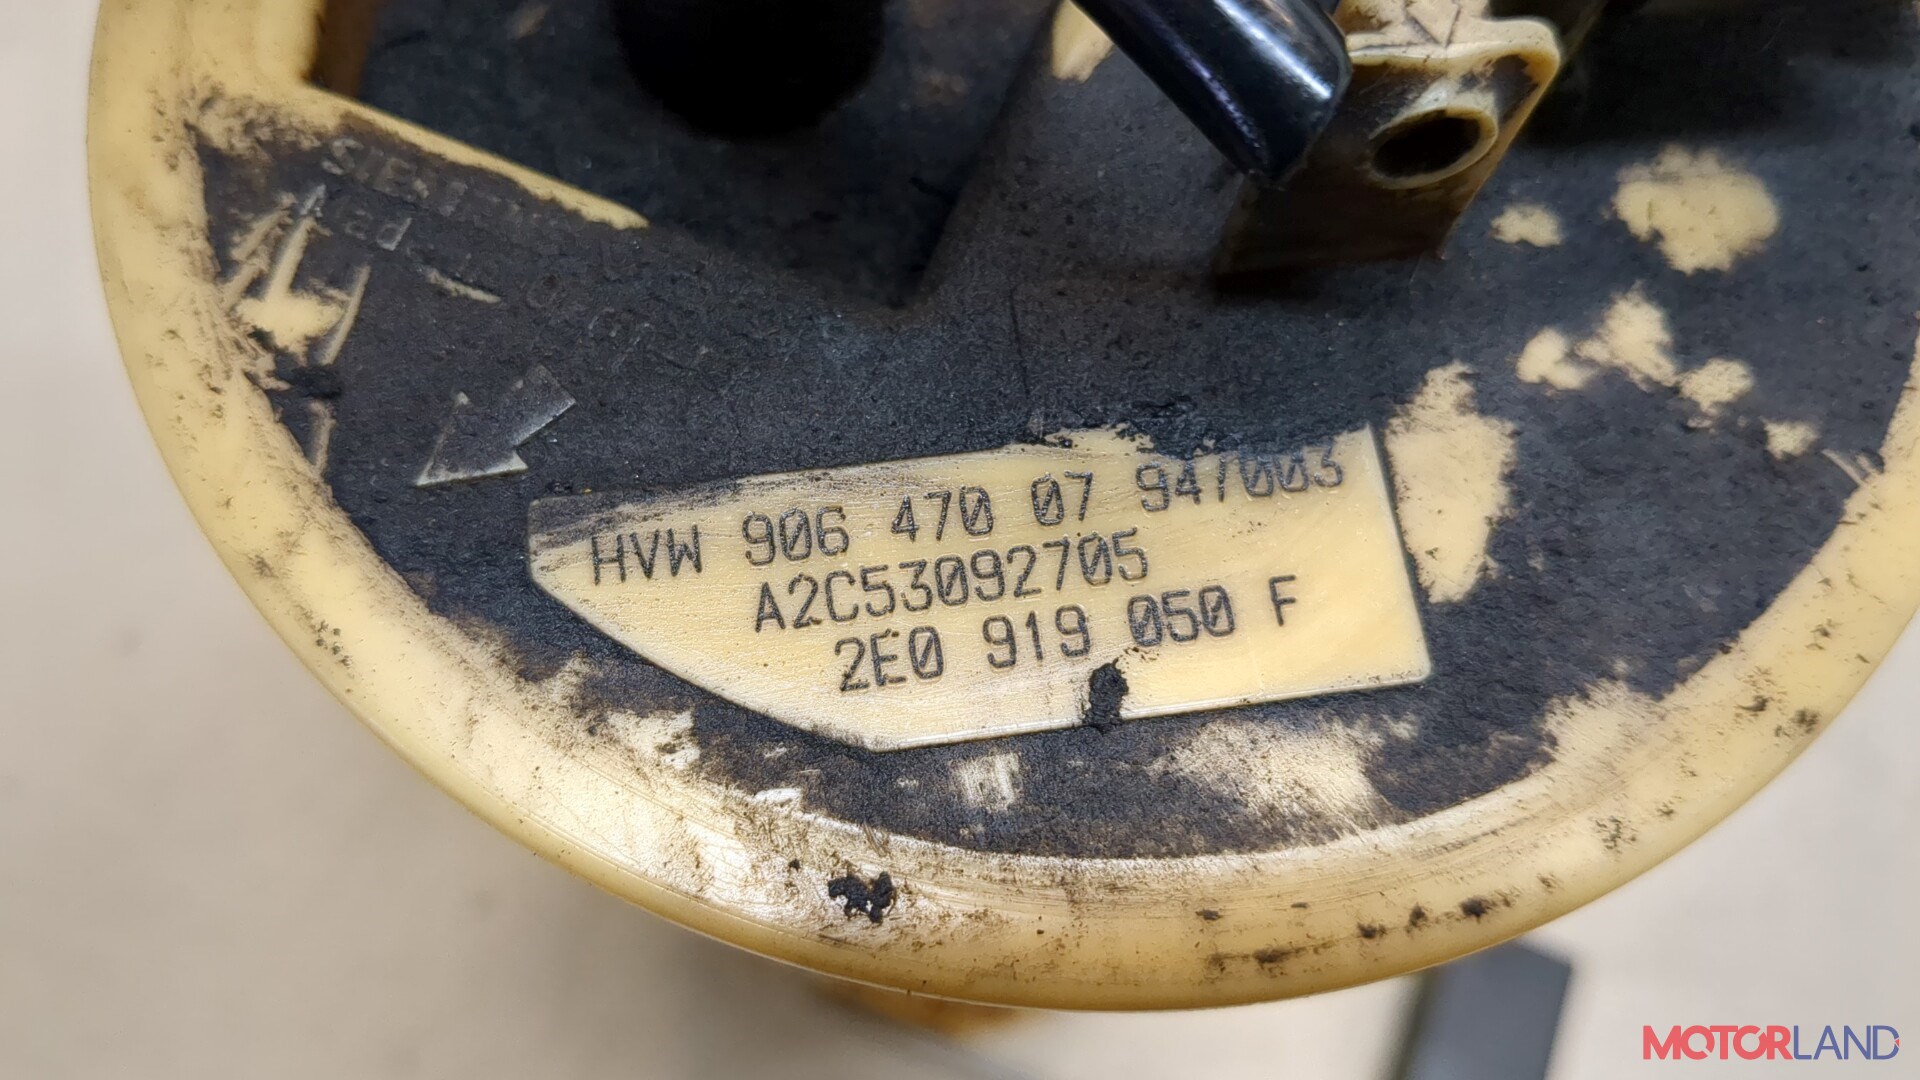 HVW 906 470 07 94/003
A2C53092705
2E0 919 050 F
MOTORLAND